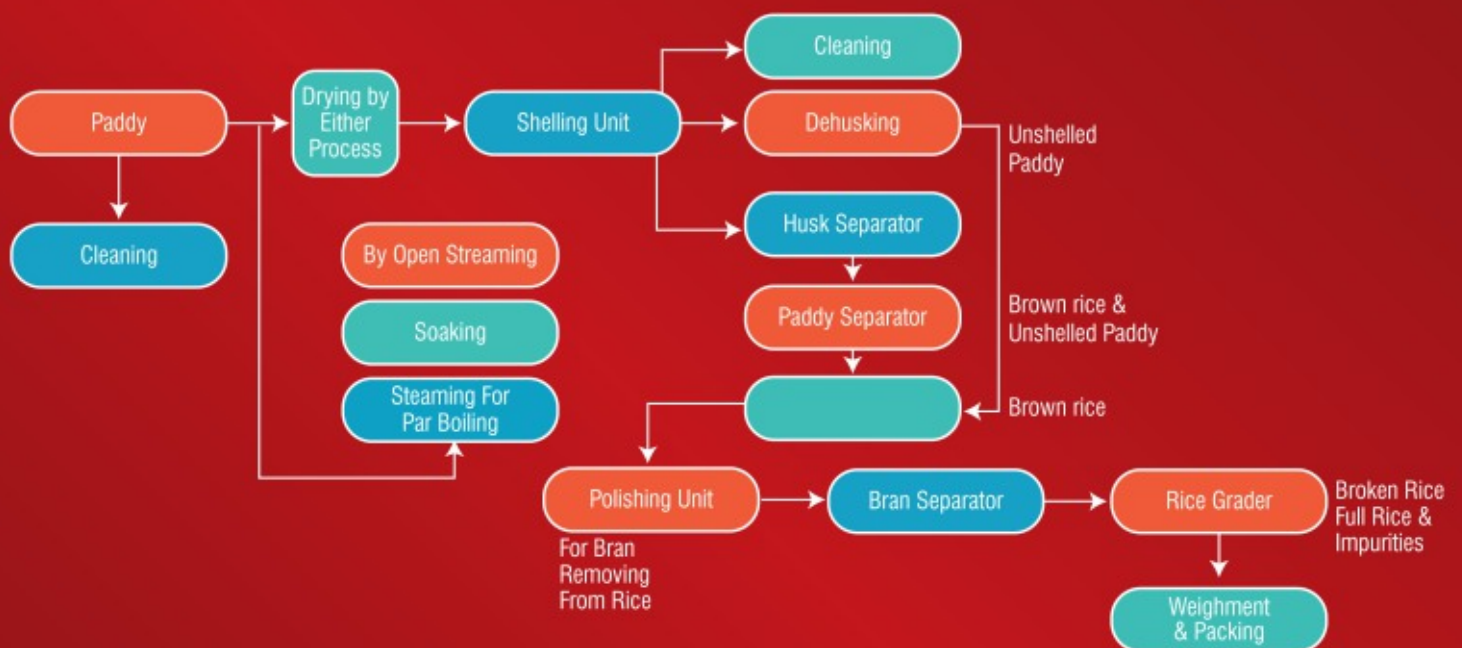 Paddy
Cleaning
Drying by
Either
Process
By Open Streaming
Soaking
Steaming For
Par Boiling
Shelling Unit
Cleaning
Dehusking
Husk Separator
Paddy Separator
Unshelled
Paddy
Brown rice &
Unshelled Paddy
Brown rice
Polishing Unit
For Bran
Removing
From Rice
Bran Separator
Rice Grader
Broken Rice
Full Rice &
Impurities
Weighment
& Packing